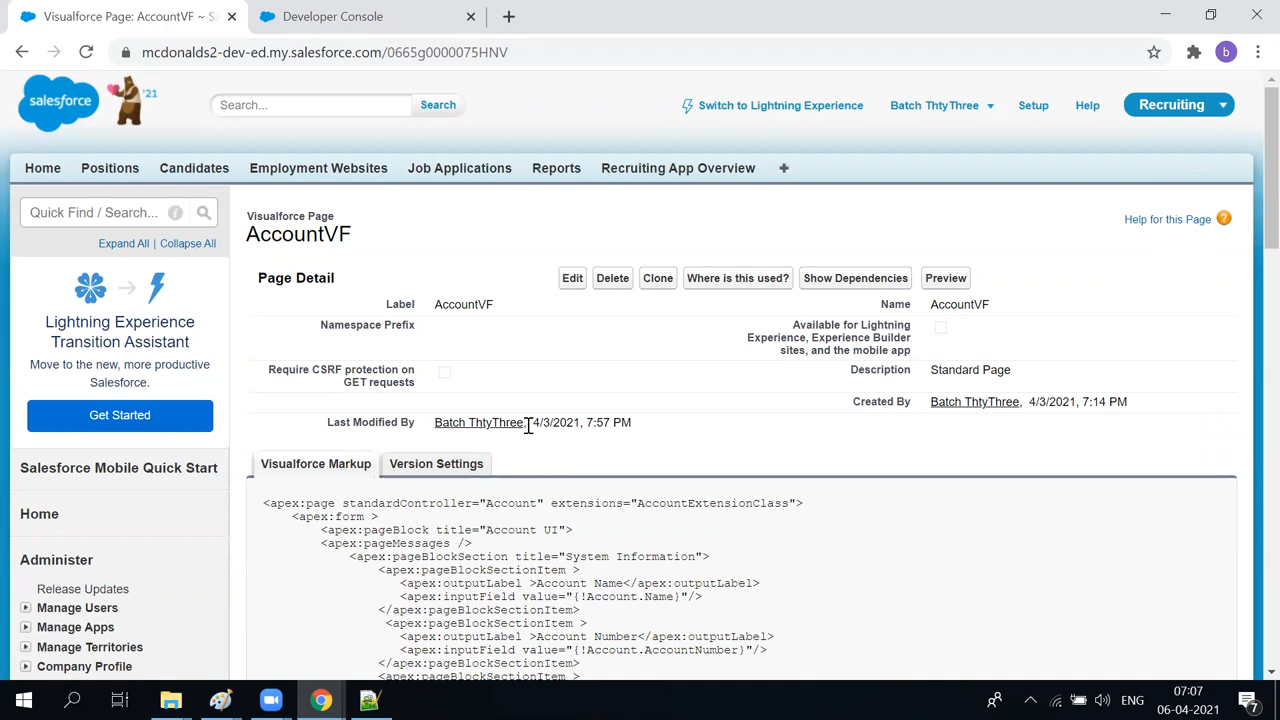 Visualforce Page: AccountVF ~ S
Developer Console
mcdonalds2-dev-ed.my.salesforce.com/0665g0000075HNV
b
salesforce
'21
Search...
Search
Switch to Lightning Experience
Batch ThtyThree
Setup
Help
Recruiting
Home
Positions
Candidates
Employment Websites
Job Applications
Reports
Recruiting App Overview
+
Quick Find / Search...
i
Expand All | Collapse All
Lightning Experience
Transition Assistant
Move to the new, more productive
Salesforce.
Get Started
Salesforce Mobile Quick Start
Home
Administer
Release Updates
Manage Users
Manage Apps
Manage Territories
Company Profile
Visualforce Page
AccountVF
Help for this Page ?
Page Detail
Edit
Delete
Clone
Where is this used?
Show Dependencies
Preview
Label AccountVF
Name AccountVF
Namespace Prefix
Available for Lightning
Experience, Experience Builder
sites, and the mobile app
Require CSRF protection on
GET requests
Description Standard Page
Created By Batch ThtyThree, 4/3/2021, 7:14 PM
Last Modified By Batch ThtyThree, 4/3/2021, 7:57 PM
Visualforce Markup
Version Settings
<apex:page standardController="Account" extensions="AccountExtensionClass">
<apex:form >
<apex:pageBlock title="Account UI">
<apex:pageMessages />
<apex:pageBlockSection title="System Information">
<apex:pageBlockSectionItem >
<apex:outputLabel >Account Name</apex:outputLabel>
<apex:inputField value="{!Account.Name}"/>
</apex:pageBlockSectionItem>
<apex:pageBlockSectionItem >
<apex:outputLabel >Account Number</apex:outputLabel>
<apex:inputField value="{!Account.AccountNumber}"/>
</apex:pageBlockSectionItem>
<apex:pageBlockSectionItem >
ENG
07:07
06-04-2021
7